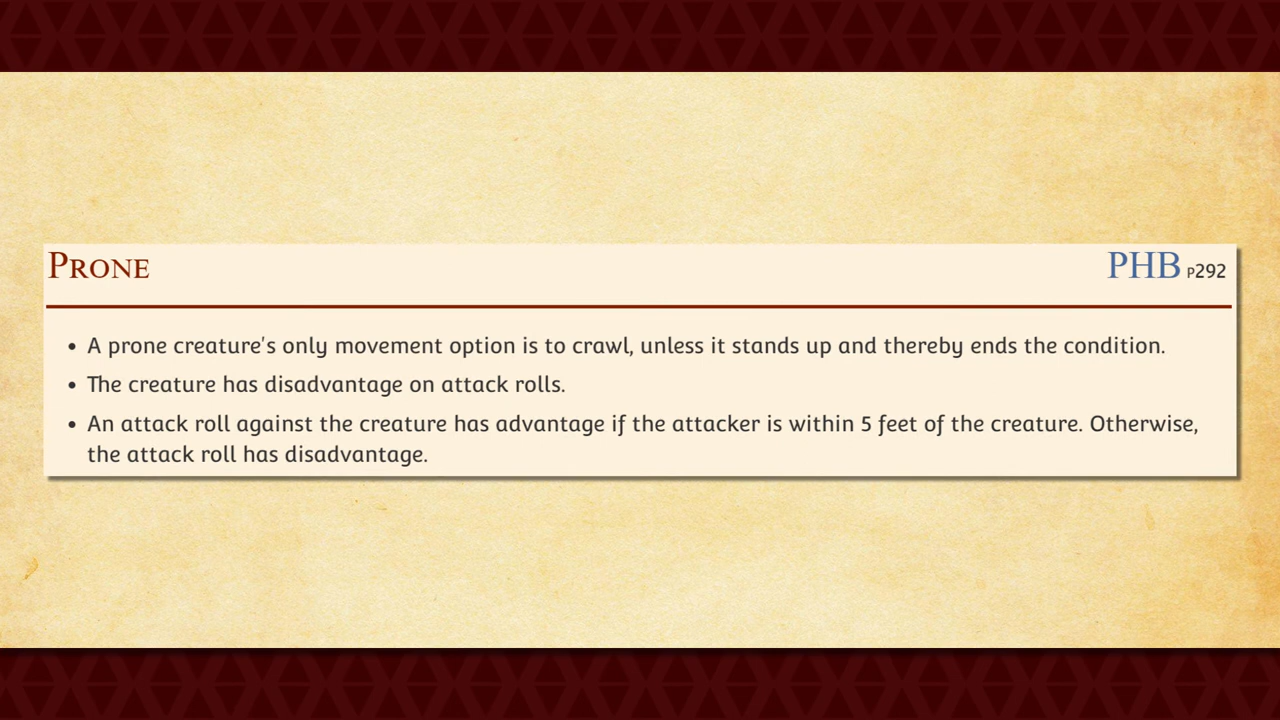 Prone PHB P292
• A prone creature's only movement option is to crawl, unless it stands up and thereby ends the condition.
• The creature has disadvantage on attack rolls.
• An attack roll against the creature has advantage if the attacker is within 5 feet of the creature. Otherwise,
the attack roll has disadvantage.